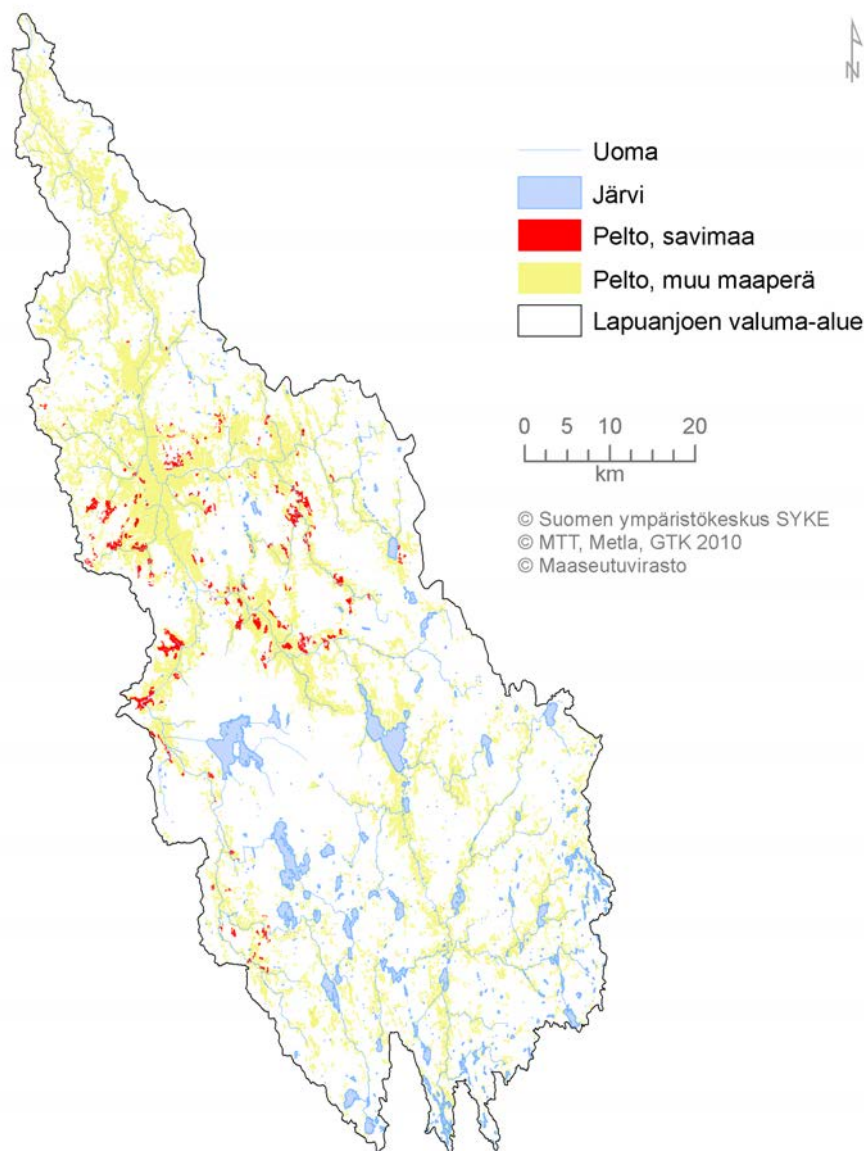 N
Uoma
Järvi
Pelto, savimaa
Pelto, muu maaperä
Lapuanjoen valuma-alue
0 5 10 20
km
© Suomen ympäristökeskus SYKE
© MTT, Metla, GTK 2010
© Maaseutuvirasto